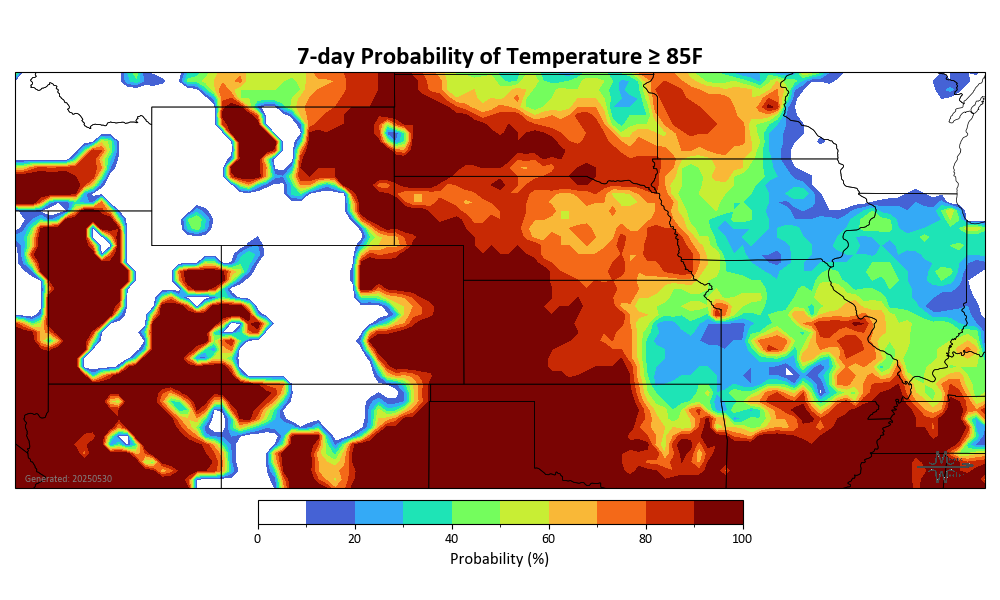 7-day Probability of Temperature ≥ 85F
Generated: 20250530
0 20 40 60 80 100
Probability (%)